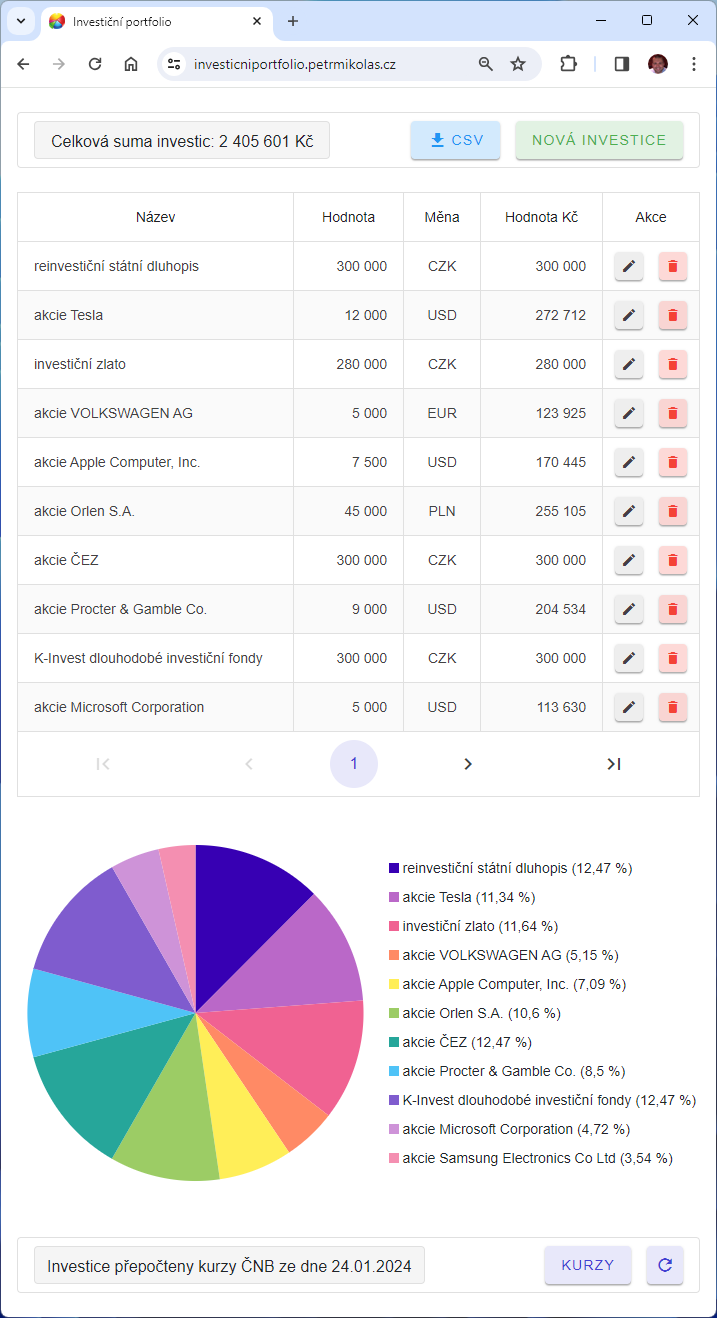 Investiční portfolio
investicniportfolio.petrmikolas.cz
Celková suma investic: 2 405 601 Kč CSV NOVÁ INVESTICE
Název Hodnota Měna Hodnota Kč Akce
reinvestiční státní dluhopis 300 000 CZK 300 000
akcie Tesla 12 000 USD 272 712
investiční zlato 280 000 CZK 280 000
akcie VOLKSWAGEN AG 5 000 EUR 123 925
akcie Apple Computer, Inc. 7 500 USD 170 445
akcie Orlen S.A. 45 000 PLN 255 105
akcie ČEZ 300 000 CZK 300 000
akcie Procter & Gamble Co. 9 000 USD 204 534
K-Invest dlouhodobé investiční fondy 300 000 CZK 300 000
akcie Microsoft Corporation 5 000 USD 113 630
1
reinvestiční státní dluhopis (12,47 %)
akcie Tesla (11,34 %)
investiční zlato (11,64 %)
akcie VOLKSWAGEN AG (5,15 %)
akcie Apple Computer, Inc. (7,09 %)
akcie Orlen S.A. (10,6 %)
akcie ČEZ (12,47 %)
akcie Procter & Gamble Co. (8,5 %)
K-Invest dlouhodobé investiční fondy (12,47 %)
akcie Microsoft Corporation (4,72 %)
akcie Samsung Electronics Co Ltd (3,54 %)
Investice přepočteny kurzy ČNB ze dne 24.01.2024 KURZY